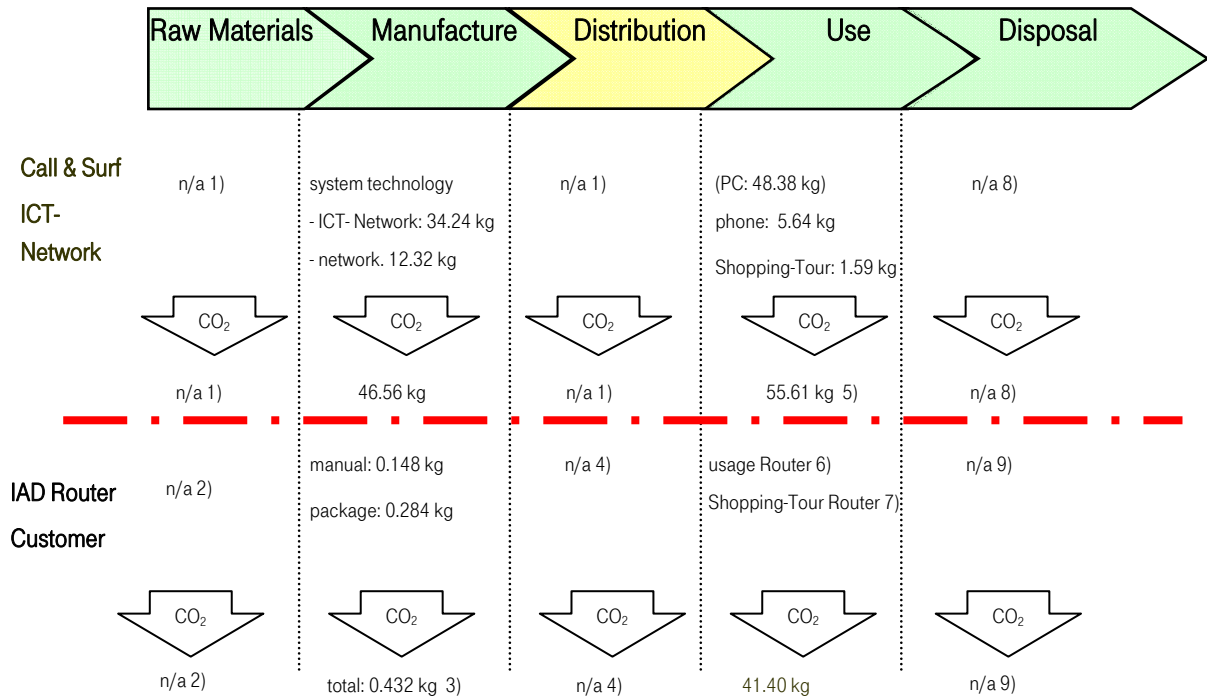 Raw Materials
Manufacture
Distribution
Use
Disposal
Call & Surf
ICT-
Network
n/a 1)
system technology
- ICT- Network: 34.24 kg
- network. 12.32 kg
n/a 1)
(PC: 48.38 kg)
phone: 5.64 kg
Shopping-Tour: 1.59 kg
n/a 8)
CO₂
CO₂
CO₂
CO₂
CO₂
n/a 1)
46.56 kg
n/a 1)
55.61 kg 5)
n/a 8)
IAD Router
Customer
n/a 2)
manual: 0.148 kg
package: 0.284 kg
n/a 4)
usage Router 6)
Shopping-Tour Router 7)
n/a 9)
CO₂
CO₂
CO₂
CO₂
CO₂
n/a 2)
total: 0.432 kg 3)
n/a 4)
41.40 kg
n/a 9)